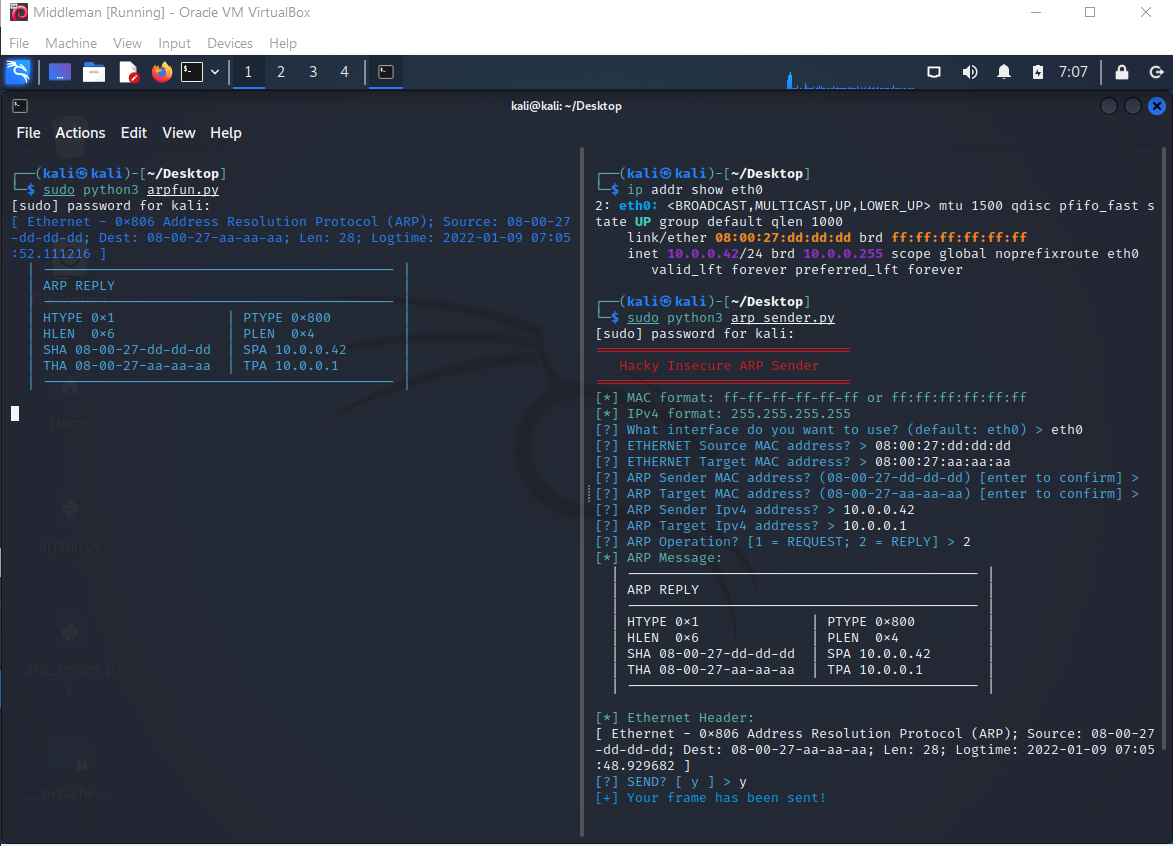 Middleman [Running] - Oracle VM VirtualBox
File Machine View Input Devices Help
1 2 3 4 7:07
kali@kali: ~/Desktop
File Actions Edit View Help
┌──(kali㉿kali)-[~/Desktop]
└─$ sudo python3 arpfun.py
[sudo] password for kali:
[ Ethernet - 0×806 Address Resolution Protocol (ARP); Source: 08-00-27
-dd-dd-dd; Dest: 08-00-27-aa-aa-aa; Len: 28; Logtime: 2022-01-09 07:05
:52.111216 ]
ARP REPLY
HTYPE 0×1 | PTYPE 0×800
HLEN 0×6 | PLEN 0×4
SHA 08-00-27-dd-dd-dd | SPA 10.0.0.42
THA 08-00-27-aa-aa-aa | TPA 10.0.0.1
File System
Home
arpfun.py
arp_sender.p
y
__pycache__
┌──(kali㉿kali)-[~/Desktop]
└─$ ip addr show eth0
2: eth0: <BROADCAST,MULTICAST,UP,LOWER_UP> mtu 1500 qdisc pfifo_fast s
tate UP group default qlen 1000
link/ether 08:00:27:dd:dd:dd brd ff:ff:ff:ff:ff:ff
inet 10.0.0.42/24 brd 10.0.0.255 scope global noprefixroute eth0
valid_lft forever preferred_lft forever
┌──(kali㉿kali)-[~/Desktop]
└─$ sudo python3 arp_sender.py
[sudo] password for kali:
Hacky Insecure ARP Sender
[*] MAC format: ff-ff-ff-ff-ff-ff or ff:ff:ff:ff:ff:ff
[*] IPv4 format: 255.255.255.255
[?] What interface do you want to use? (default: eth0) > eth0
[?] ETHERNET Source MAC address? > 08:00:27:dd:dd:dd
[?] ETHERNET Target MAC address? > 08:00:27:aa:aa:aa
[?] ARP Sender MAC address? (08-00-27-dd-dd-dd) [enter to confirm] >
[?] ARP Target MAC address? (08-00-27-aa-aa-aa) [enter to confirm] >
[?] ARP Sender Ipv4 address? > 10.0.0.42
[?] ARP Target Ipv4 address? > 10.0.0.1
[?] ARP Operation? [1 = REQUEST; 2 = REPLY] > 2
[*] ARP Message:
ARP REPLY
HTYPE 0×1 | PTYPE 0×800
HLEN 0×6 | PLEN 0×4
SHA 08-00-27-dd-dd-dd | SPA 10.0.0.42
THA 08-00-27-aa-aa-aa | TPA 10.0.0.1
[*] Ethernet Header:
[ Ethernet - 0×806 Address Resolution Protocol (ARP); Source: 08-00-27
-dd-dd-dd; Dest: 08-00-27-aa-aa-aa; Len: 28; Logtime: 2022-01-09 07:05
:48.929682 ]
[?] SEND? [ y ] > y
[+] Your frame has been sent!